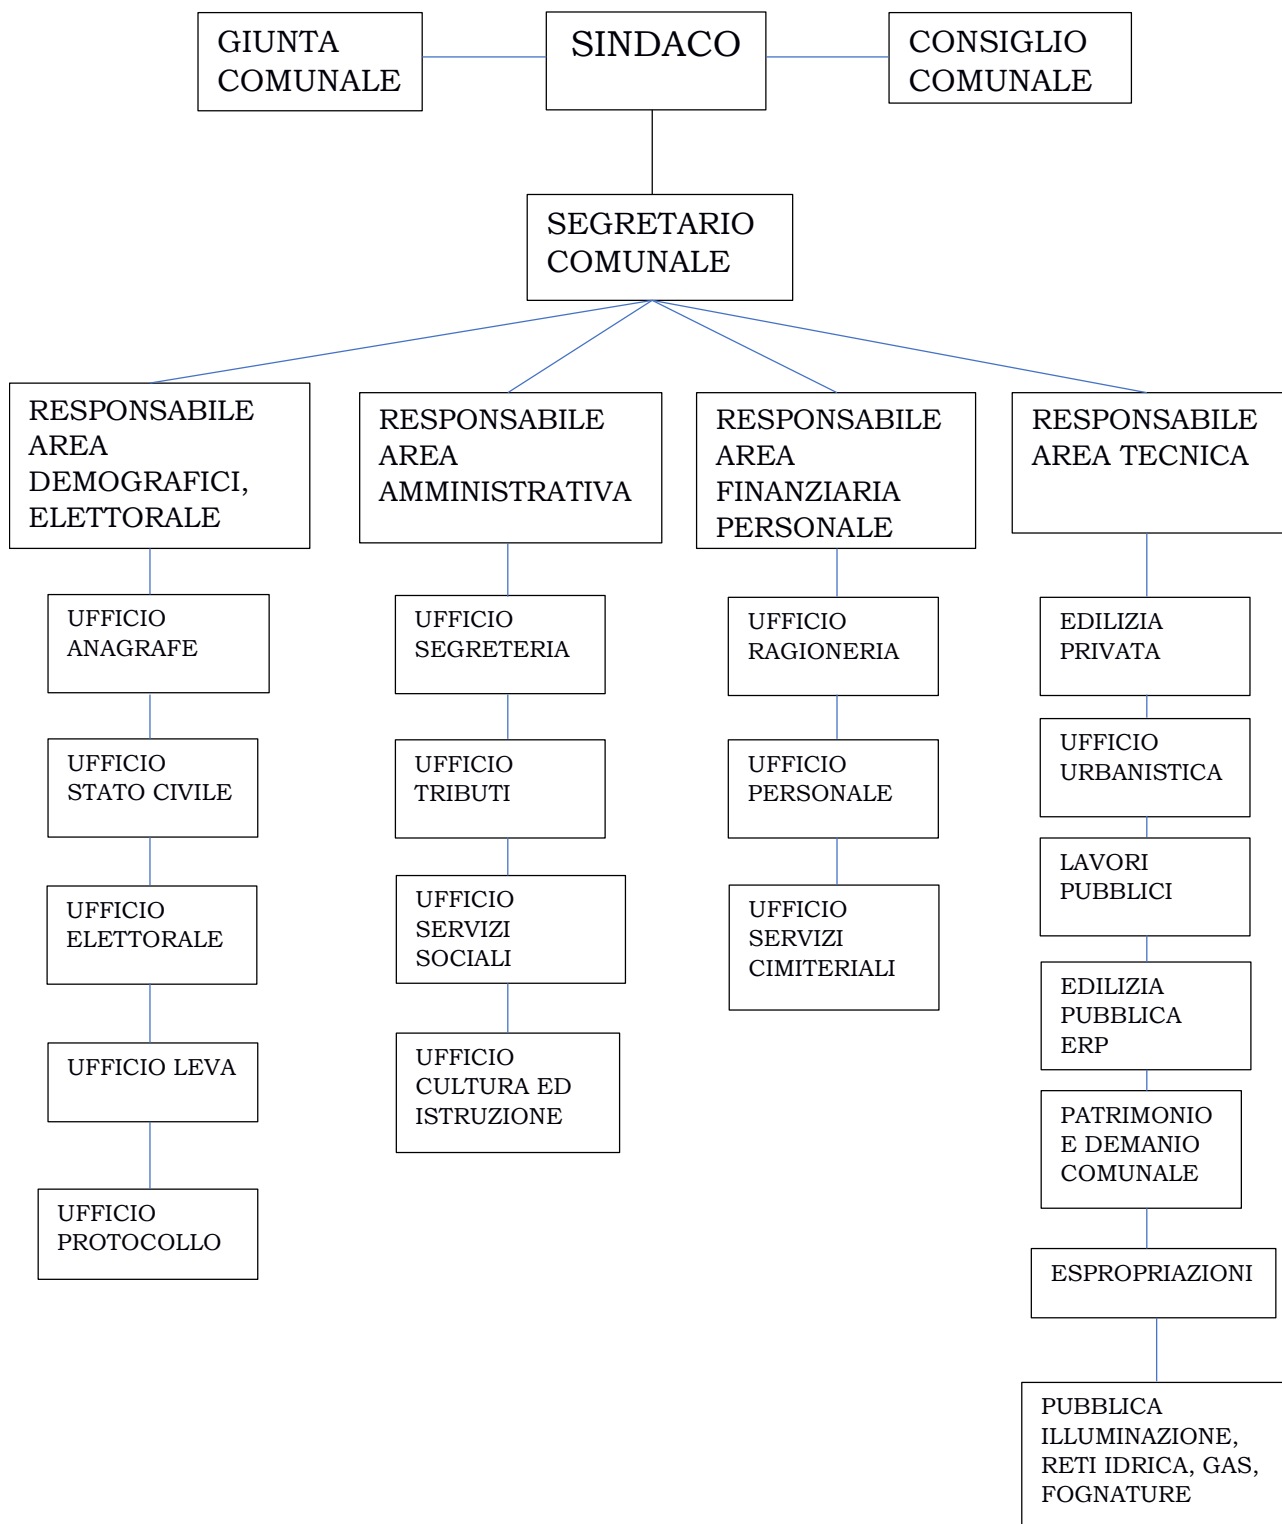 GIUNTA
COMUNALE
SINDACO
CONSIGLIO
COMUNALE
SEGRETARIO
COMUNALE
RESPONSABILE
AREA
DEMOGRAFICI,
ELETTORALE
RESPONSABILE
AREA
AMMINISTRATIVA
RESPONSABILE
AREA
FINANZIARIA
PERSONALE
RESPONSABILE
AREA TECNICA
UFFICIO
ANAGRAFE
UFFICIO
STATO CIVILE
UFFICIO
ELETTORALE
UFFICIO LEVA
UFFICIO
PROTOCOLLO
UFFICIO
SEGRETERIA
UFFICIO
TRIBUTI
UFFICIO
SERVIZI
SOCIALI
UFFICIO
CULTURA ED
ISTRUZIONE
UFFICIO
RAGIONERIA
UFFICIO
PERSONALE
UFFICIO
SERVIZI
CIMITERIALI
EDILIZIA
PRIVATA
UFFICIO
URBANISTICA
LAVORI
PUBBLICI
EDILIZIA
PUBBLICA
ERP
PATRIMONIO
E DEMANIO
COMUNALE
ESPROPRIAZIONI
PUBBLICA
ILLUMINAZIONE,
RETI IDRICA, GAS,
FOGNATURE